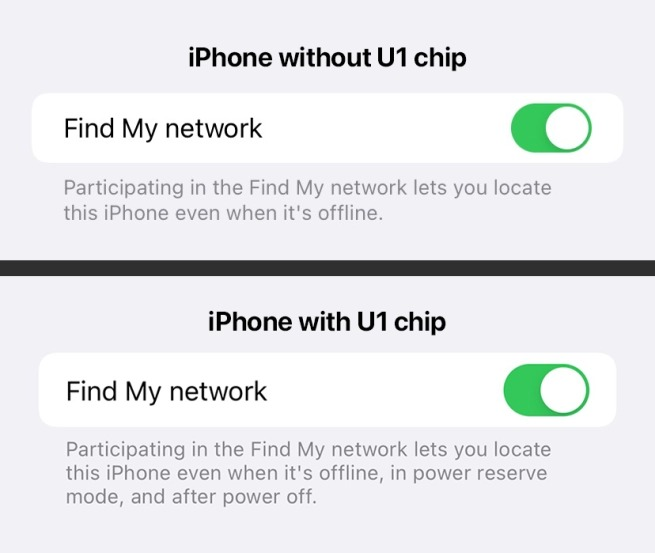 iPhone without U1 chip
Find My network
Participating in the Find My network lets you locate
this iPhone even when it's offline.
iPhone with U1 chip
Find My network
Participating in the Find My network lets you locate
this iPhone even when it's offline, in power reserve
mode, and after power off.